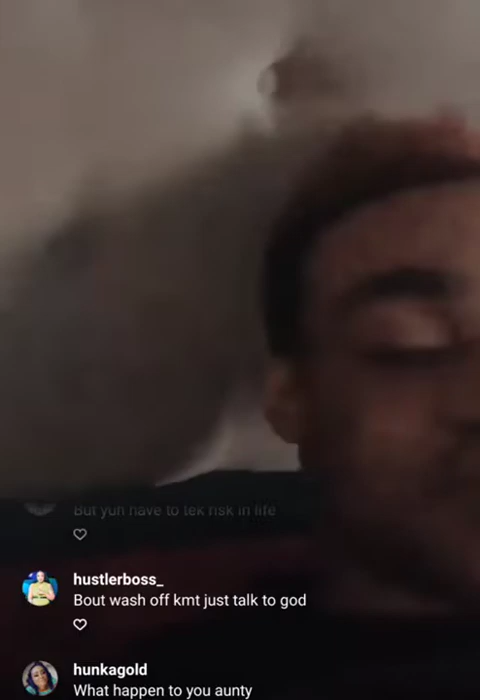 But yuh have to tek risk in life
hustlerboss_
Bout wash off kmt just talk to god
hunkagold
What happen to you aunty